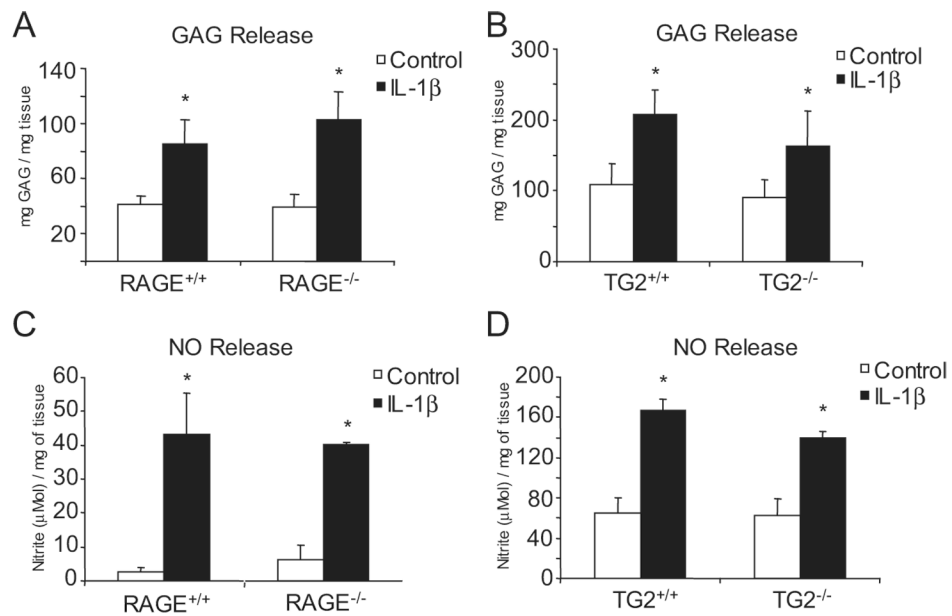 A
GAG Release
Control
IL-1β
mg GAG / mg tissue
140
100
60
20
*
*
RAGE+/+
RAGE-/-
B
GAG Release
Control
IL-1β
mg GAG / mg tissue
300
200
100
0
*
*
TG2+/+
TG2-/-
C
NO Release
Control
IL-1β
Nitrite (μMol) / mg of tissue
60
50
40
30
20
10
0
*
*
RAGE+/+
RAGE-/-
D
NO Release
Control
IL-1β
Nitrite (μMol) / mg of tissue
200
160
120
80
40
0
*
*
TG2+/+
TG2-/-